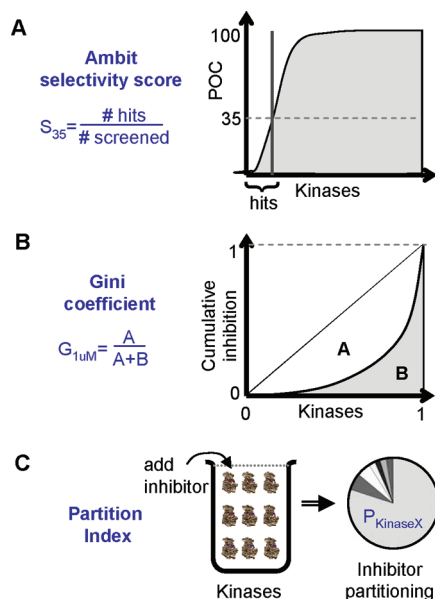 A
Ambit
selectivity score
S35= # hits
# screened
100
35
0
POC
Kinases
hits
B
Gini
coefficient
G1uM= A
A+B
1
0
Cumulative
inhibition
A
B
0
1
Kinases
C
Partition
Index
add
inhibitor
Kinases
PKinaseX
Inhibitor
partitioning